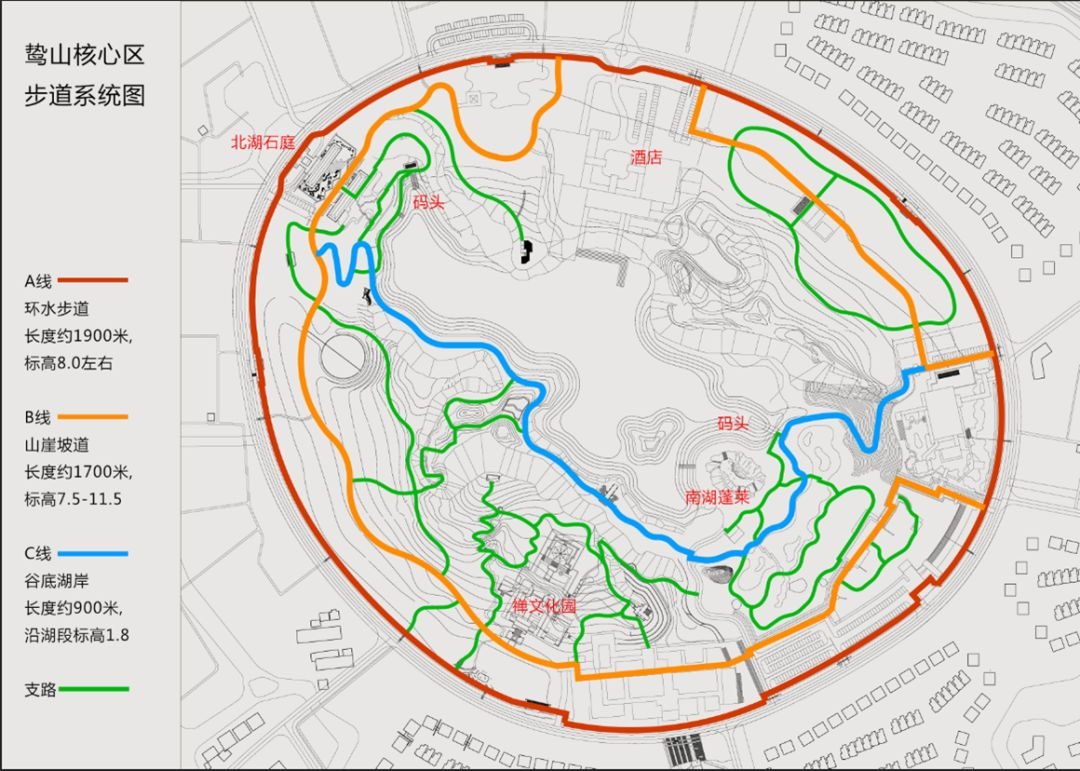 鸷山核心区
步道系统图
A线
环水步道
长度约1900米,
标高8.0左右
B线
山崖坡道
长度约1700米,
标高7.5-11.5
C线
谷底湖岸
长度约900米,
沿湖段标高1.8
支路
北湖石庭
酒店
码头
码头
南湖蓬莱
禅文化园